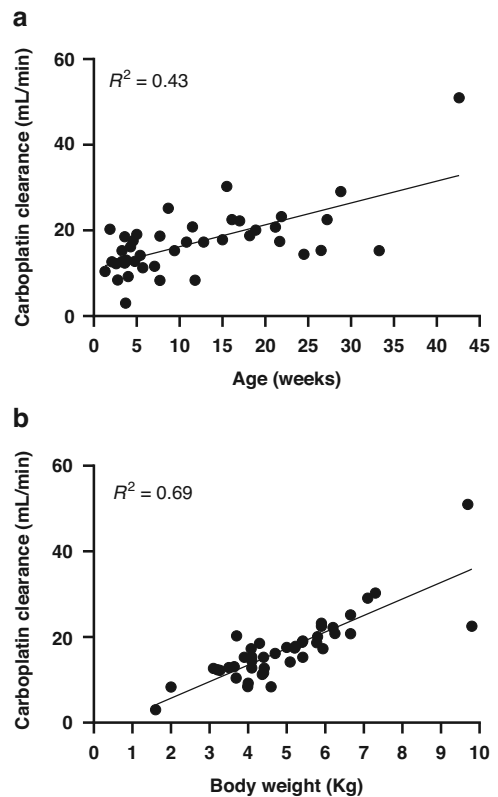 a
Carboplatin clearance (mL/min)
60
40
20
0
R² = 0.43
0 5 10 15 20 25 30 35 40 45
Age (weeks)
b
Carboplatin clearance (mL/min)
60
40
20
0
R² = 0.69
0 1 2 3 4 5 6 7 8 9 10
Body weight (Kg)